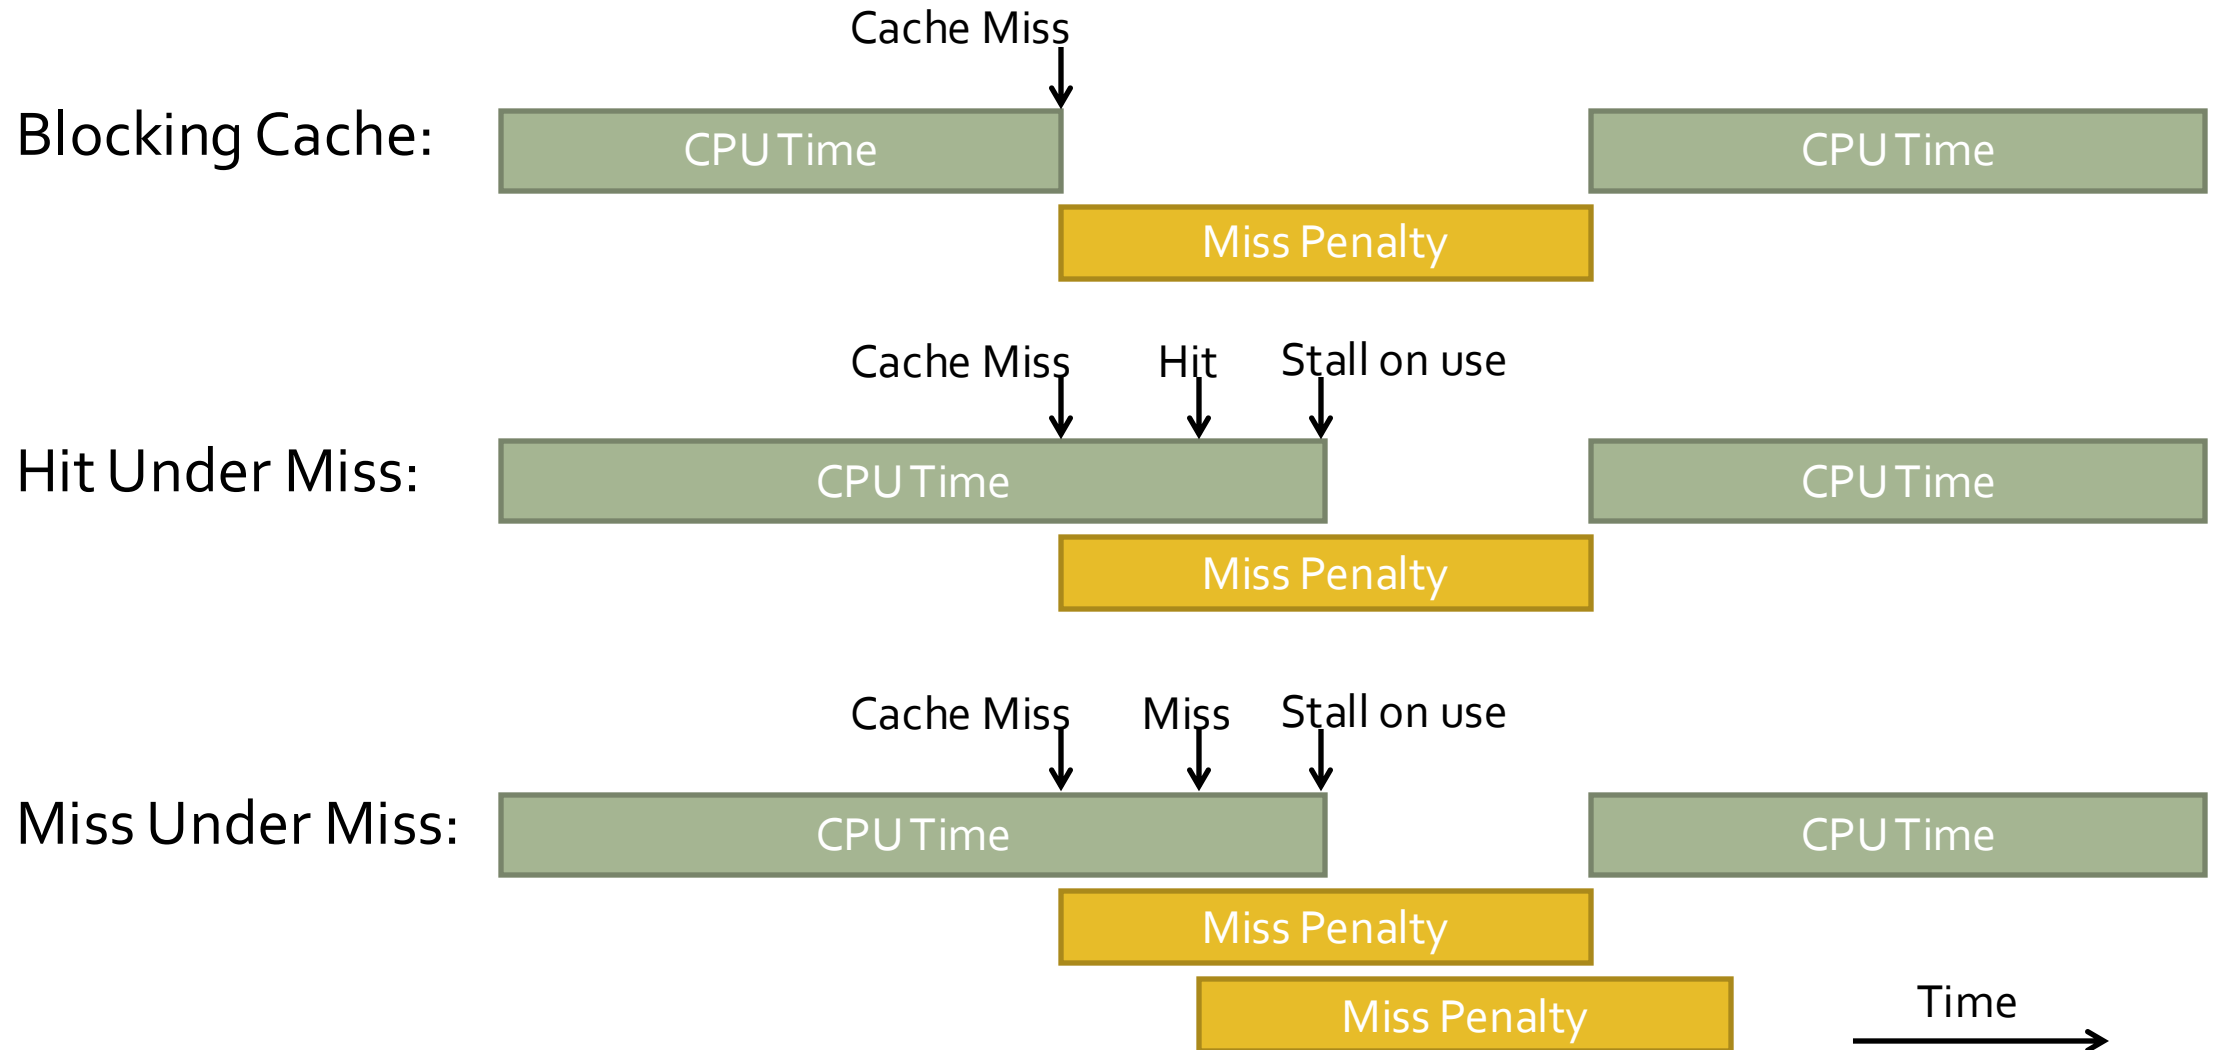 Cache Miss
Blocking Cache:
CPU Time
CPU Time
Miss Penalty
Cache Miss
Hit
Stall on use
Hit Under Miss:
CPU Time
CPU Time
Miss Penalty
Cache Miss
Miss
Stall on use
Miss Under Miss:
CPU Time
CPU Time
Miss Penalty
Miss Penalty
Time